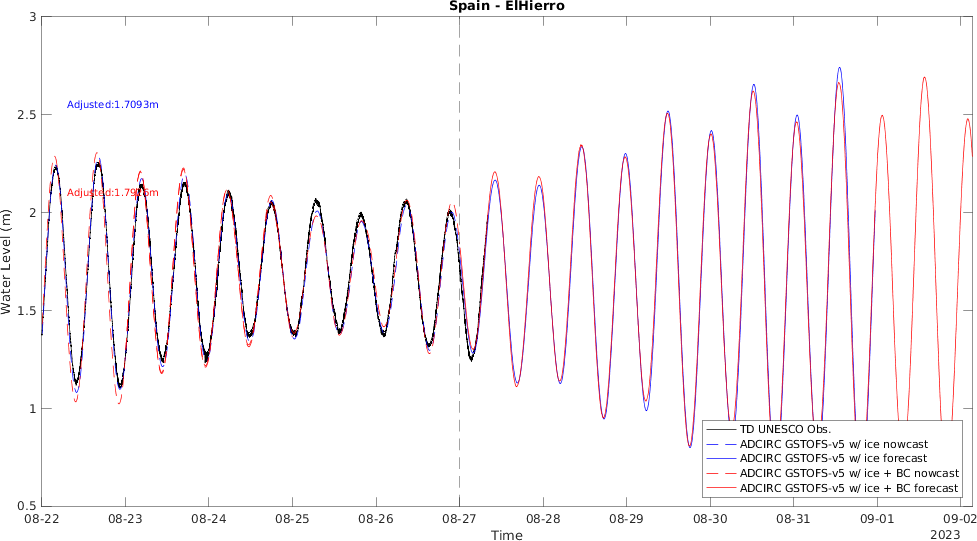 Spain - ElHierro
3
2.5
2
1.5
1
0.5
Water Level (m)
Adjusted:1.7093m
08-22
08-23
08-24
08-25
08-26
08-27
08-28
08-29
08-30
08-31
09-01
09-02
Time
2023
TD UNESCO Obs.
ADCIRC GSTOFS-v5 w/ ice nowcast
ADCIRC GSTOFS-v5 w/ ice forecast
ADCIRC GSTOFS-v5 w/ ice + BC nowcast
ADCIRC GSTOFS-v5 w/ ice + BC forecast